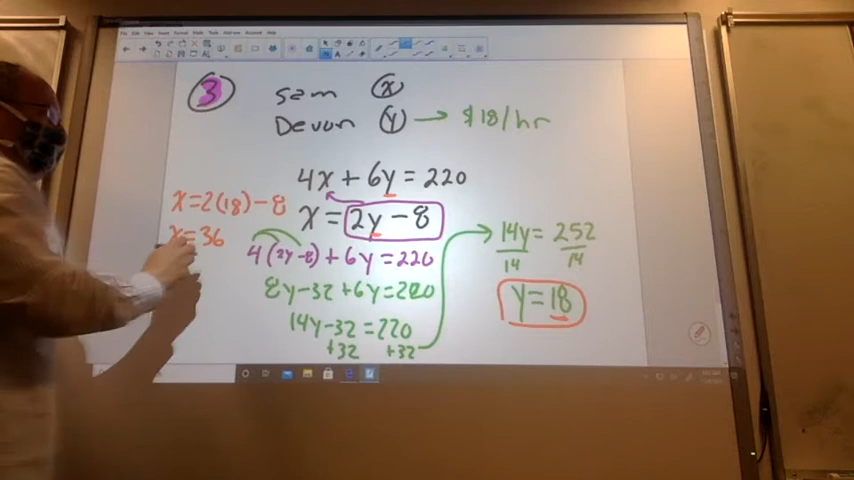 3
Sam (x)
Devon (y) → $18/hr
4x + 6y = 220
x = 2y - 8
4(2y - 8) + 6y = 220
8y - 32 + 6y = 220
14y - 32 = 220
+32 +32
14y = 252
14 14
y = 18
x = 2(18) - 8
x = 36